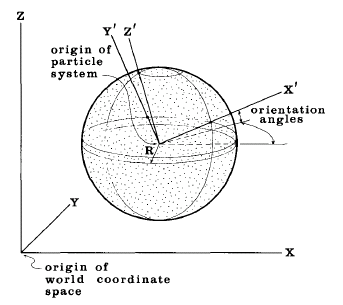 Z
Y' Z'
origin of
particle
system
X'
orientation
angles
R
Y
X
origin of
world coordinate
space